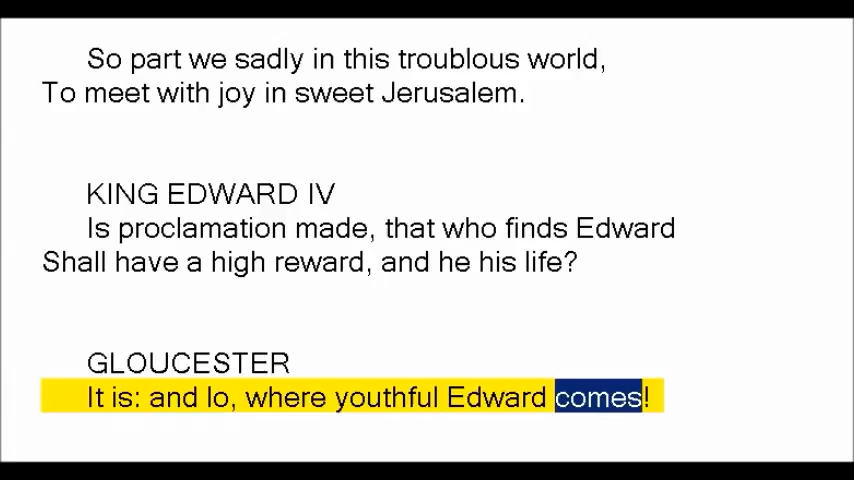 So part we sadly in this troublous world,
To meet with joy in sweet Jerusalem.
KING EDWARD IV
Is proclamation made, that who finds Edward
Shall have a high reward, and he his life?
GLOUCESTER
It is: and lo, where youthful Edward comes!